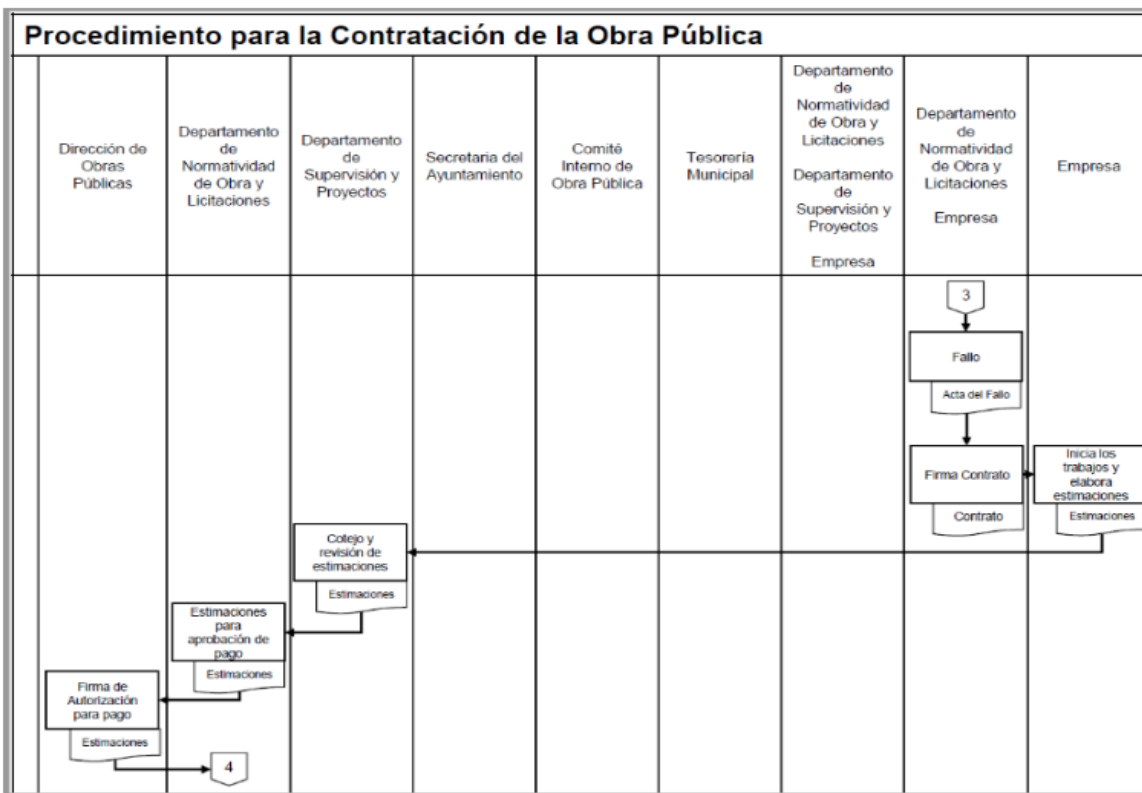 Procedimiento para la Contratación de la Obra Pública
Dirección de
Obras
Públicas
Departamento
de
Normatividad
de Obra y
Licitaciones
Departamento
de
Supervisión y
Proyectos
Secretaria del
Ayuntamiento
Comité
Interno de
Obra Pública
Tesorería
Municipal
Departamento
de
Normatividad
de Obra y
Licitaciones
Departamento
de
Supervisión y
Proyectos
Empresa
Departamento
de
Normatividad
de Obra y
Licitaciones
Empresa
Empresa
3
Fallo
Acta del Fallo
Firma Contrato
Contrato
Inicia los
trabajos y
elabora
estimaciones
Estimaciones
Cotejo y
revisión de
estimaciones
Estimaciones
Estimaciones
para
aprobación de
pago
Estimaciones
Firma de
Autorización
para pago
Estimaciones
4